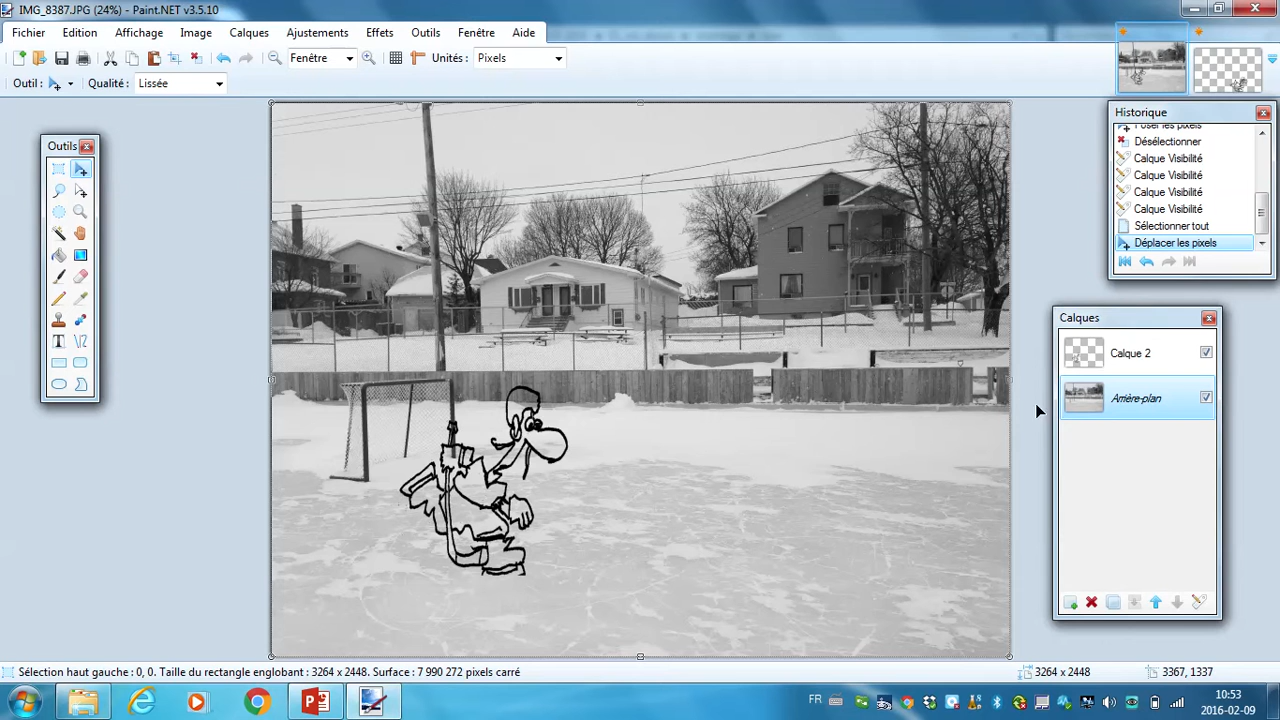 IMG_8387.JPG (24%) - Paint.NET v3.5.10
Fichier Edition Affichage Image Calques Ajustements Effets Outils Fenêtre Aide
Fenêtre Unités : Pixels
Outil : Qualité : Lissée
Outils
Historique
Poser les pixels
Désélectionner
Calque Visibilité
Calque Visibilité
Calque Visibilité
Calque Visibilité
Sélectionner tout
Déplacer les pixels
Calques
Calque 2
Arrière-plan
Sélection haut gauche : 0, 0. Taille du rectangle englobant : 3264 x 2448. Surface : 7 990 272 pixels carré
3264 x 2448
3367, 1337
FR
10:53
2016-02-09